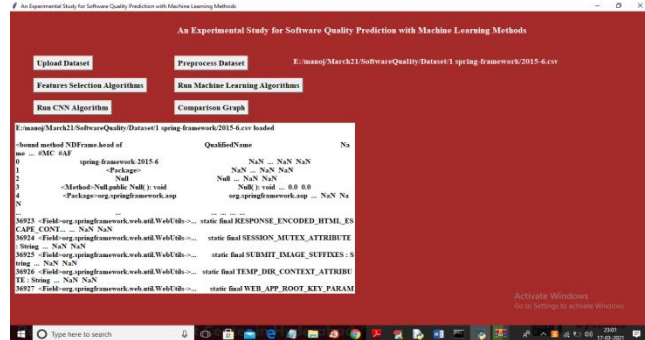 An Experimental Study for Software Quality Prediction with Machine Learning Methods
An Experimental Study for Software Quality Prediction with Machine Learning Methods
Upload Dataset
Preprocess Dataset
E:/manoj/March21/SoftwareQuality/Dataset/1 spring-framework/2015-6.csv
Features Selection Algorithms
Run Machine Learning Algorithms
Run CNN Algorithm
Comparison Graph
E:/manoj/March21/SoftwareQuality/Dataset/1 spring-framework/2015-6.csv loaded
<bound method NDFrame.head of QualifiedName Na
me ... #MC #AF
0 spring-framework-2015-6 NaN ... NaN NaN
1 <Package> NaN ... NaN NaN
2 Null Null ... NaN NaN
3 <Method>Null.public Null( ): void Null( ): void ... 0.0 0.0
4 <Package>org.springframework.aop org.springframework.aop ... NaN Na
N
... ... ... ... ...
36923 <Field>org.springframework.web.util.WebUtils->... static final RESPONSE_ENCODED_HTML_ES
CAPE_CONT... ... NaN NaN
36924 <Field>org.springframework.web.util.WebUtils->... static final SESSION_MUTEX_ATTRIBUTE
: String ... NaN NaN
36925 <Field>org.springframework.web.util.WebUtils->... static final SUBMIT_IMAGE_SUFFIXES : S
tring ... NaN NaN
36926 <Field>org.springframework.web.util.WebUtils->... static final TEMP_DIR_CONTEXT_ATTRIBU
TE : String ... NaN NaN
36927 <Field>org.springframework.web.util.WebUtils->... static final WEB_APP_ROOT_KEY_PARAM
Activate Windows
Go to Settings to activate Windows.
Type here to search
23:01
17-03-2021